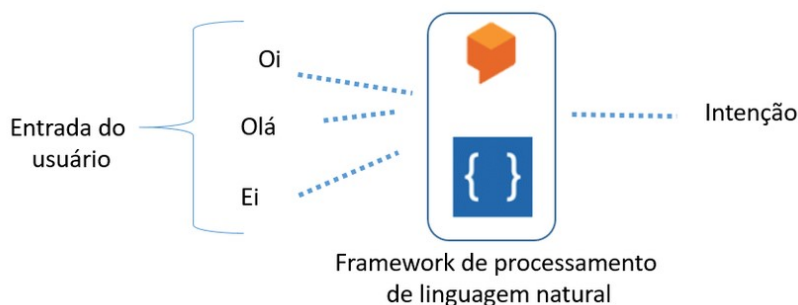 Entrada do
usuário
Oi
Olá
Ei
{ }
Intenção
Framework de processamento
de linguagem natural